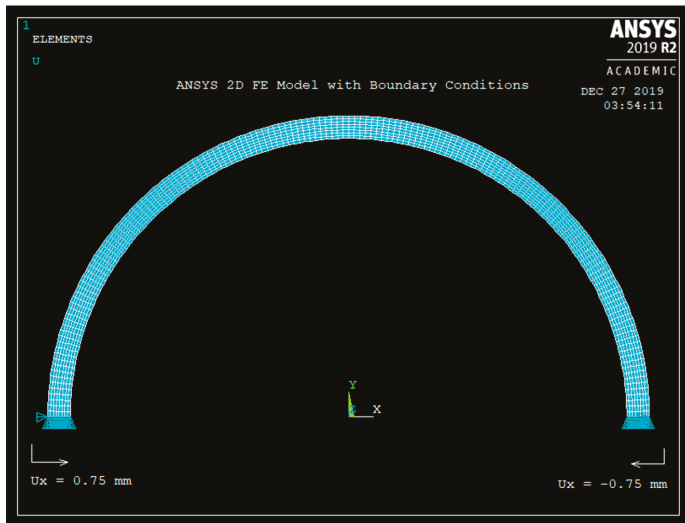 1
ELEMENTS
U
ANSYS
2019 R2
ACADEMIC
DEC 27 2019
03:54:11
ANSYS 2D FE Model with Boundary Conditions
Y
X
Ux = 0.75 mm
Ux = -0.75 mm